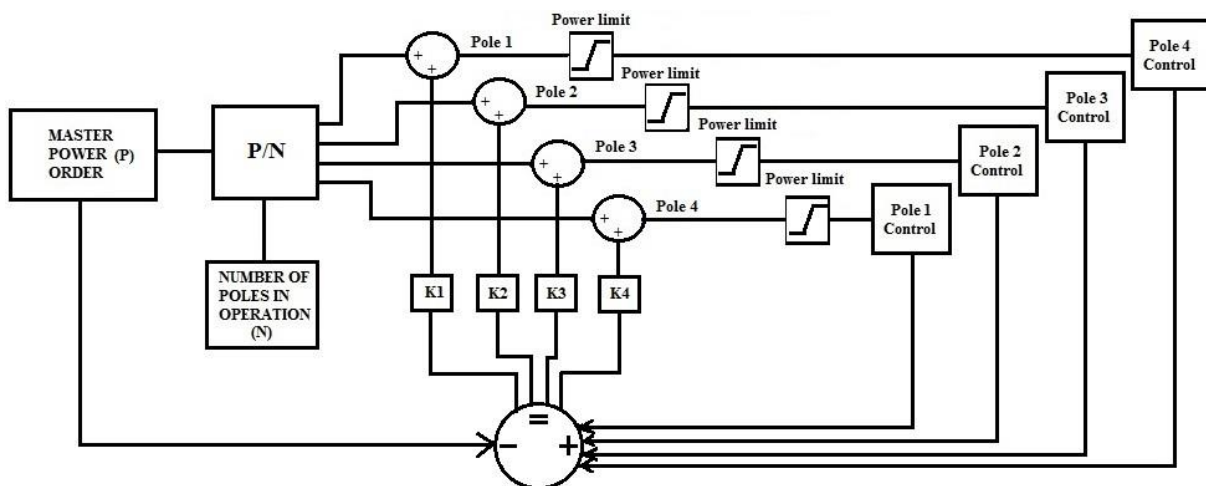 Power limit
Pole 1
+
+
Pole 4
Control
Power limit
Pole 2
+
+
Pole 3
Control
MASTER
POWER (P)
ORDER
P/N
Power limit
Pole 3
+
+
Pole 2
Control
Power limit
Pole 4
+
+
Pole 1
Control
NUMBER OF
POLES IN
OPERATION
(N)
K1
K2
K3
K4
=
−
+